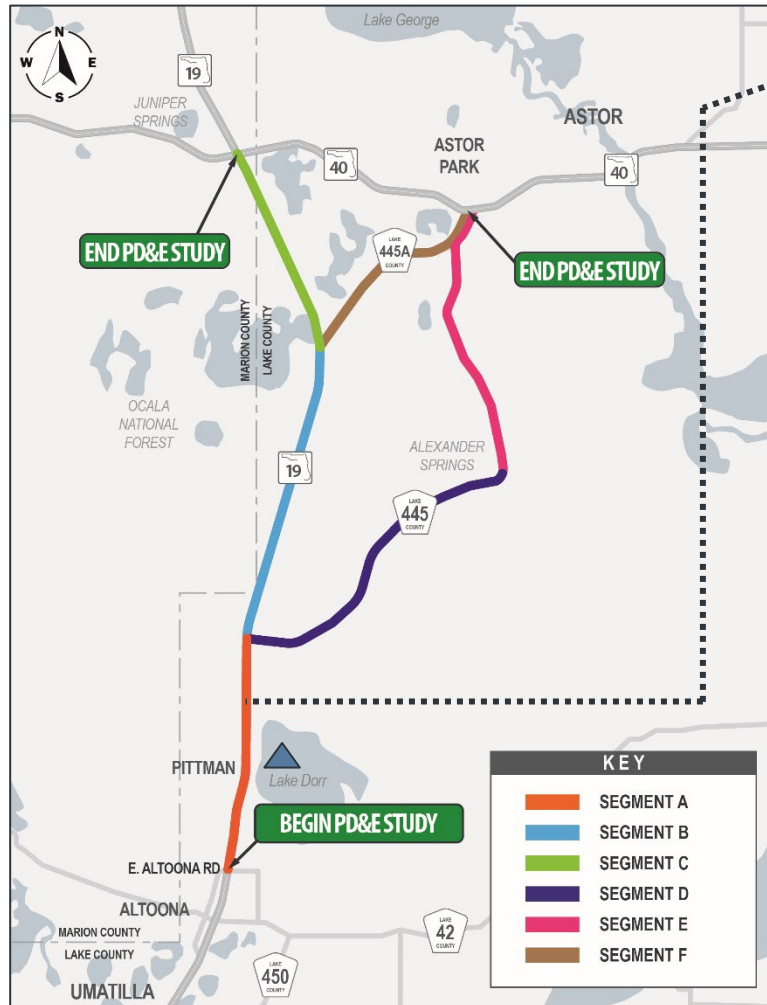 Lake George
N
W E
S
19
JUNIPER
SPRINGS
ASTOR
ASTOR
PARK
40
40
END PD&E STUDY
LAKE
445A
COUNTY
END PD&E STUDY
MARION COUNTY
LAKE COUNTY
OCALA
NATIONAL
FOREST
19
ALEXANDER
SPRINGS
LAKE
445
COUNTY
PITTMAN
Lake Dorr
BEGIN PD&E STUDY
E. ALTOONA RD
ALTOONA
MARION COUNTY
LAKE COUNTY
UMATILLA
LAKE
450
COUNTY
LAKE
42
COUNTY
KEY
SEGMENT A
SEGMENT B
SEGMENT C
SEGMENT D
SEGMENT E
SEGMENT F